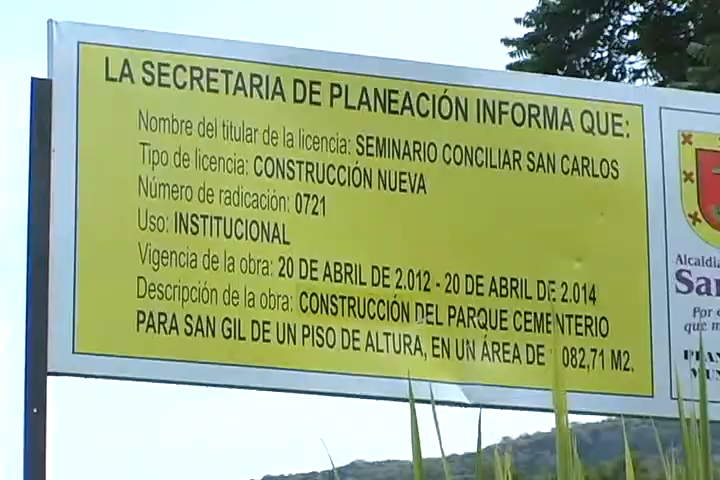 LA SECRETARIA DE PLANEACIÓN INFORMA QUE:
Nombre del titular de la licencia: SEMINARIO CONCILIAR SAN CARLOS
Tipo de licencia: CONSTRUCCIÓN NUEVA
Número de radicación: 0721
Uso: INSTITUCIONAL
Vigencia de la obra: 20 DE ABRIL DE 2.012 - 20 DE ABRIL DE 2.014
Descripción de la obra: CONSTRUCCIÓN DEL PARQUE CEMENTERIO
PARA SAN GIL DE UN PISO DE ALTURA, EN UN ÁREA DE 082,71 M2.
Alcaldía
San
Por
que